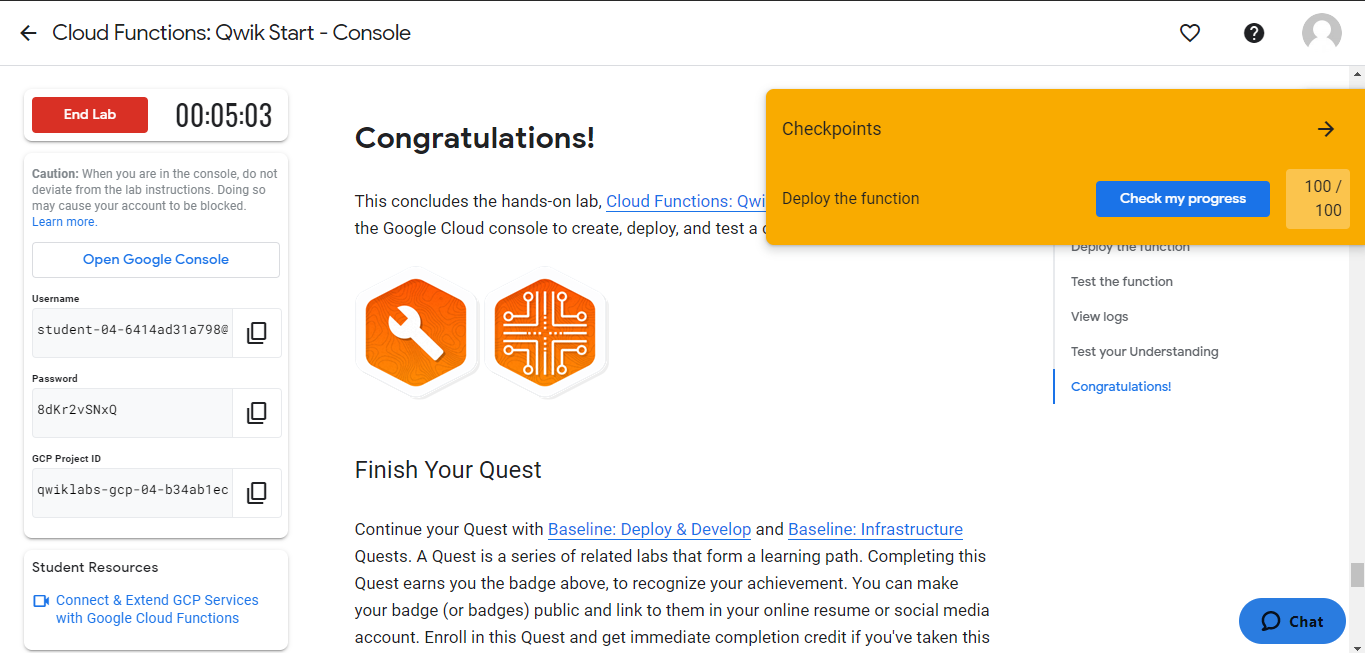 Cloud Functions: Qwik Start - Console
End Lab
00:05:03
Caution: When you are in the console, do not
deviate from the lab instructions. Doing so
may cause your account to be blocked.
Learn more.
Open Google Console
Username
student-04-6414ad31a798@
Password
8dKr2vSNxQ
GCP Project ID
qwiklabs-gcp-04-b34ab1ec
Student Resources
Connect & Extend GCP Services
with Google Cloud Functions
Congratulations!
This concludes the hands-on lab, Cloud Functions: Qwi
the Google Cloud console to create, deploy, and test a
Finish Your Quest
Continue your Quest with Baseline: Deploy & Develop and Baseline: Infrastructure
Quests. A Quest is a series of related labs that form a learning path. Completing this
Quest earns you the badge above, to recognize your achievement. You can make
your badge (or badges) public and link to them in your online resume or social media
account. Enroll in this Quest and get immediate completion credit if you've taken this
Checkpoints
Deploy the function
Check my progress
100 /
100
Deploy the function
Test the function
View logs
Test your Understanding
Congratulations!
Chat